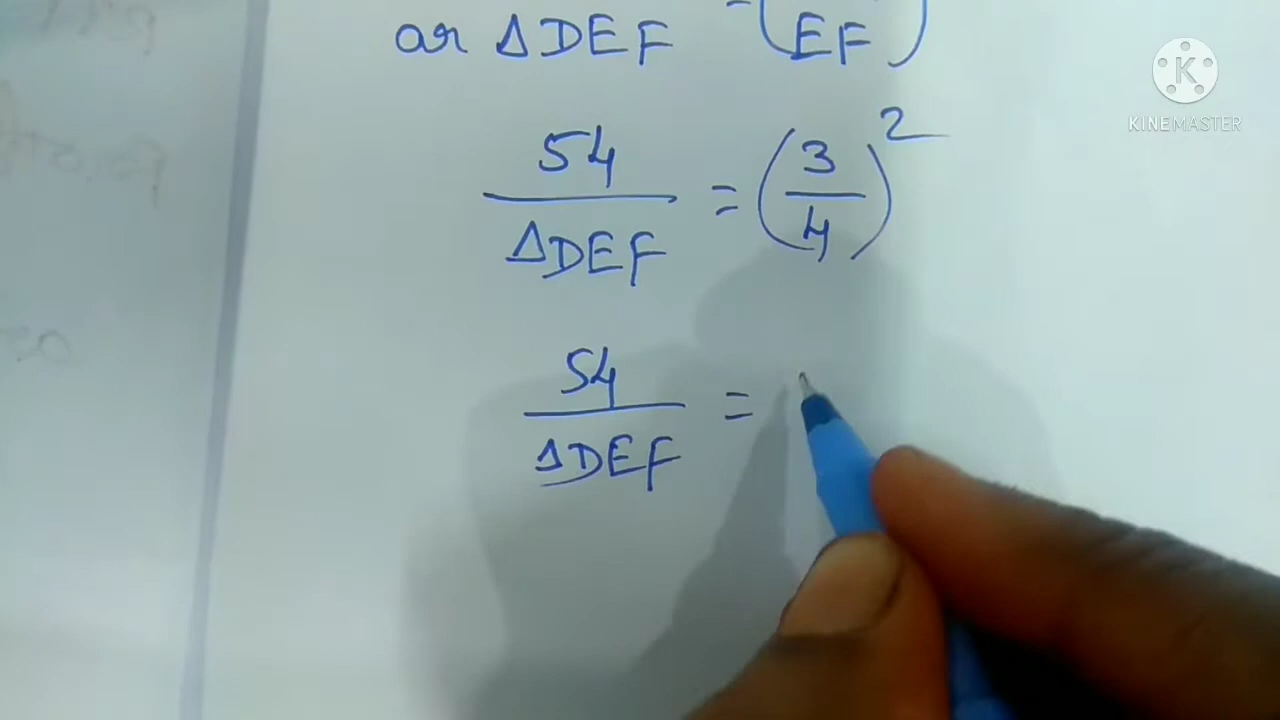 ar ΔDEF = (EF)
54/ΔDEF = (3/4)²
54/ΔDEF =
KINEMASTER